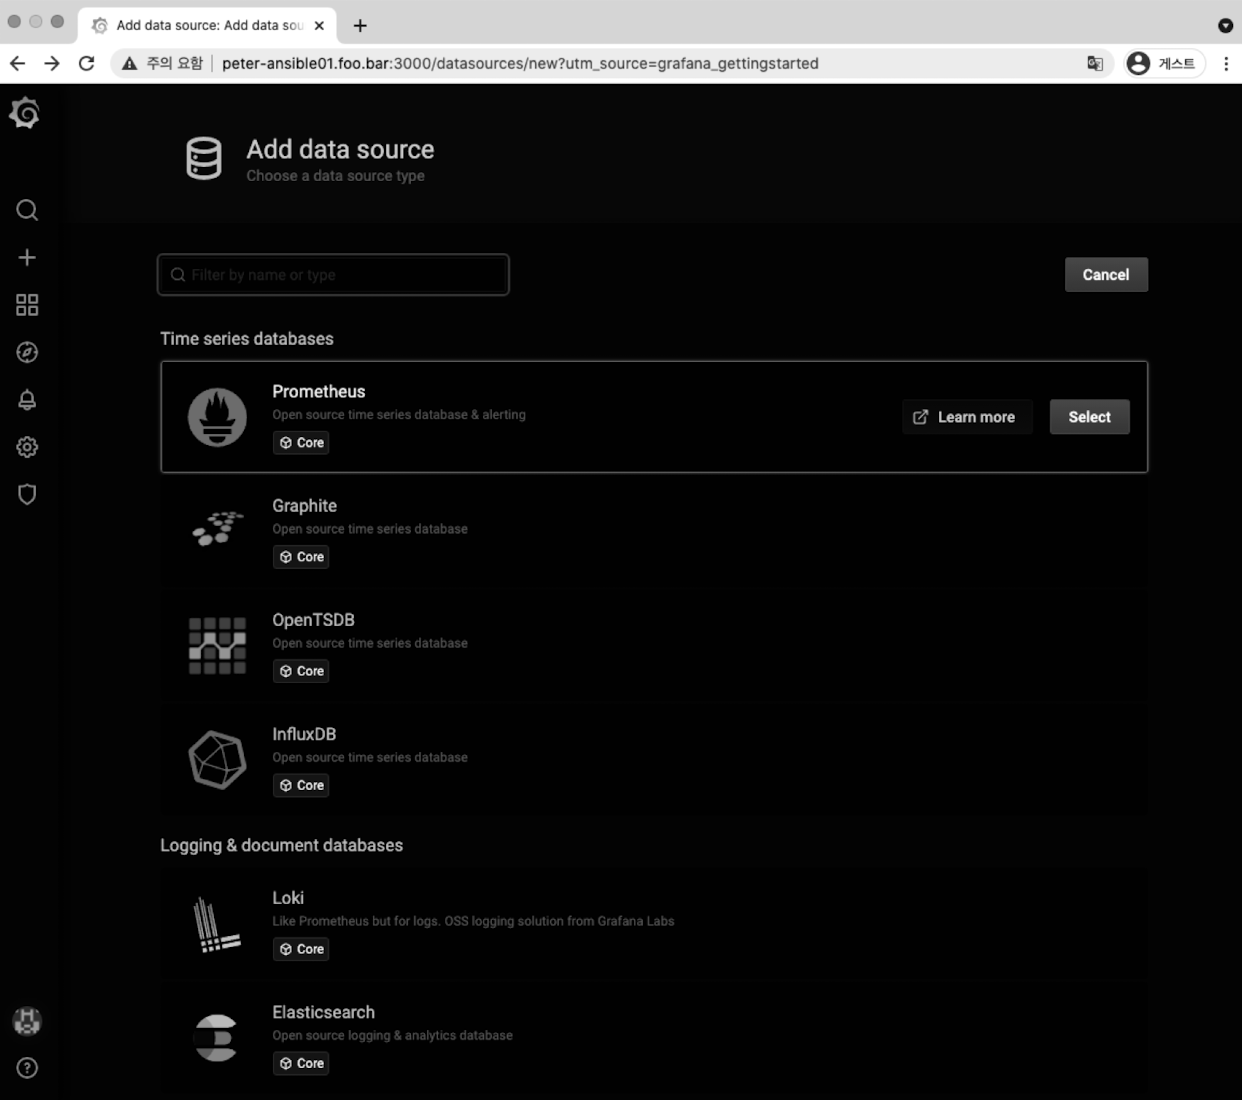 Add data source: Add data sou
주의 요함
peter-ansible01.foo.bar:3000/datasources/new?utm_source=grafana_gettingstarted
게스트
Add data source
Choose a data source type
Filter by name or type
Cancel
Time series databases
Prometheus
Open source time series database & alerting
Core
Learn more
Select
Graphite
Open source time series database
Core
OpenTSDB
Open source time series database
Core
InfluxDB
Open source time series database
Core
Logging & document databases
Loki
Like Prometheus but for logs. OSS logging solution from Grafana Labs
Core
Elasticsearch
Open source logging & analytics database
Core